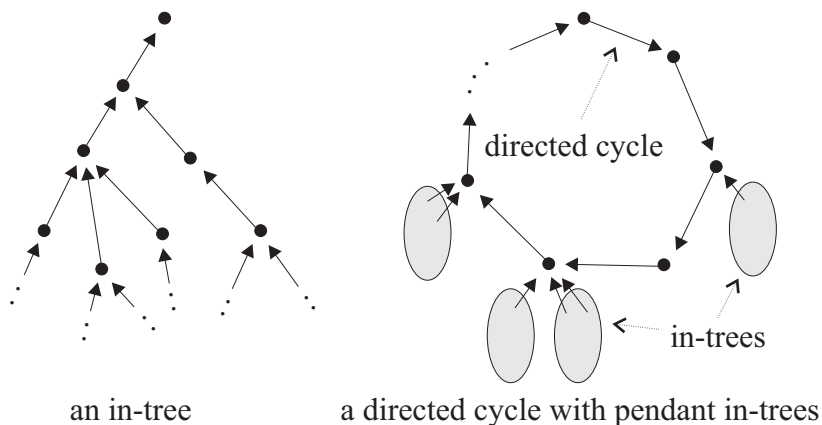 directed cycle
in-trees
an in-tree
a directed cycle with pendant in-trees